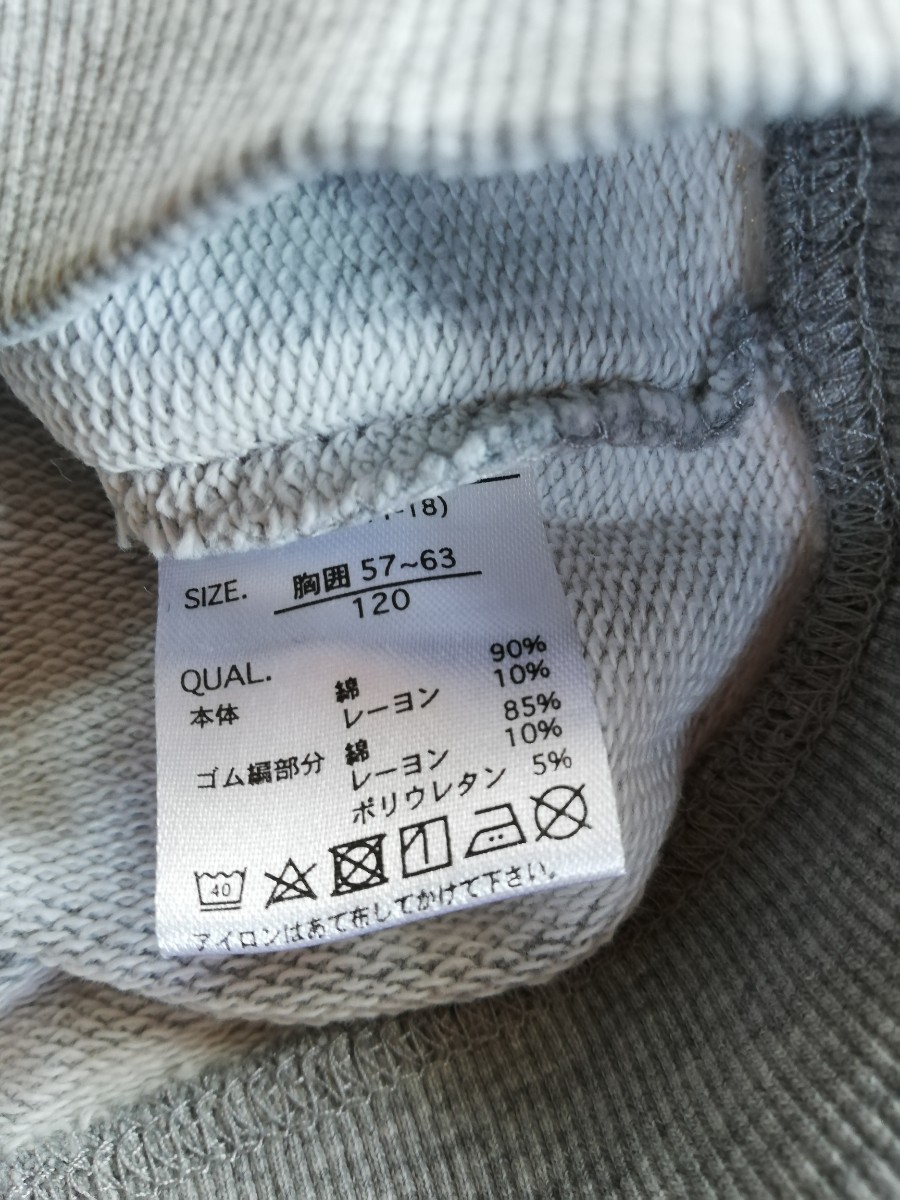 -18)
SIZE. 胸囲 57~63
120
QUAL.
本体 綿 90%
レーヨン 10%
ゴム編部分 綿 85%
レーヨン 10%
ポリウレタン 5%
40
アイロンはあて布してかけて下さい。